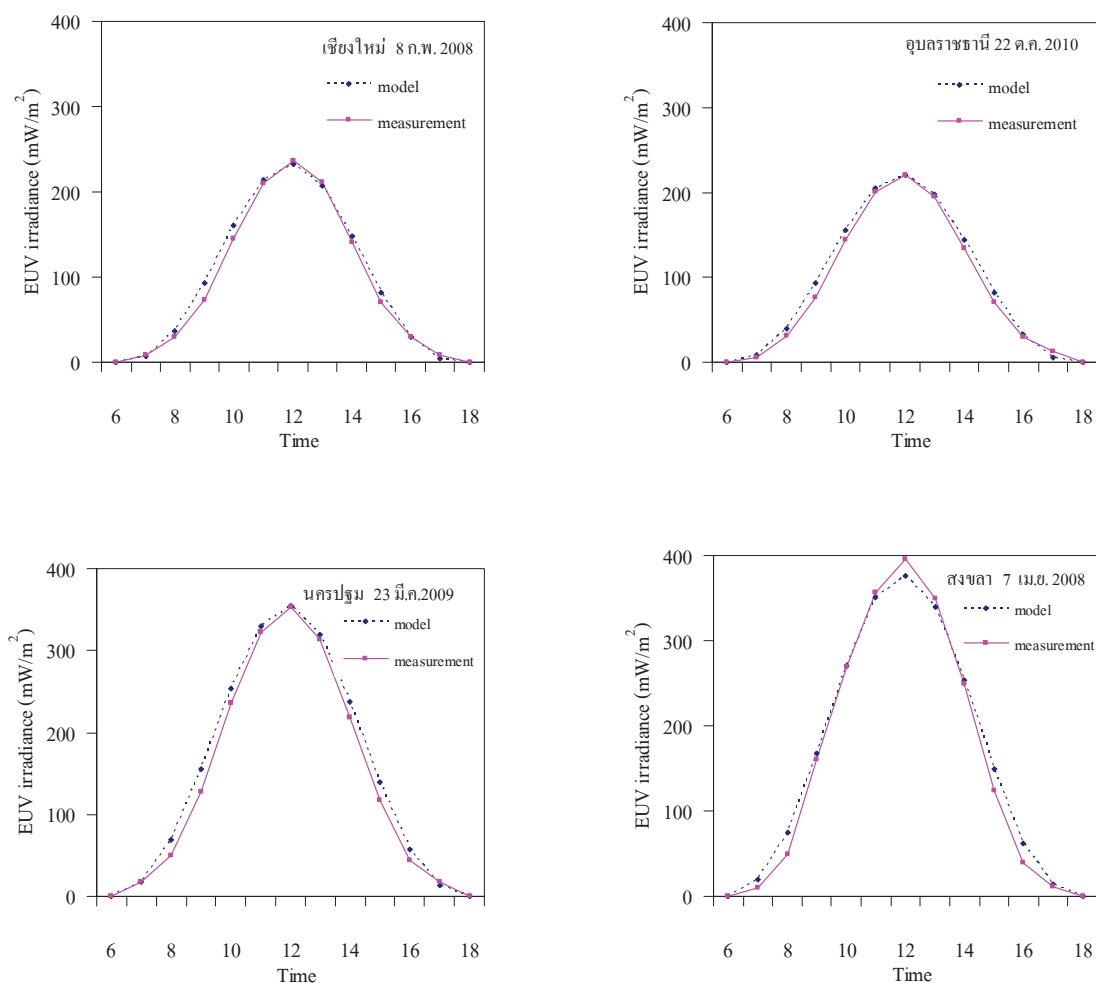 เชียงใหม่ 8 ก.พ. 2008
model
measurement
EUV irradiance (mW/m²)
400
300
200
100
0
6 8 10 12 14 16 18
Time
อุบลราชธานี 22 ต.ค. 2010
model
measurement
EUV irradiance (mW/m²)
400
300
200
100
0
6 8 10 12 14 16 18
Time
นครปฐม 23 มี.ค.2009
model
measurement
EUV irradiance (mW/m²)
400
300
200
100
0
6 8 10 12 14 16 18
Time
สงขลา 7 เม.ย. 2008
model
measurement
EUV irradiance (mW/m²)
400
300
200
100
0
6 8 10 12 14 16 18
Time